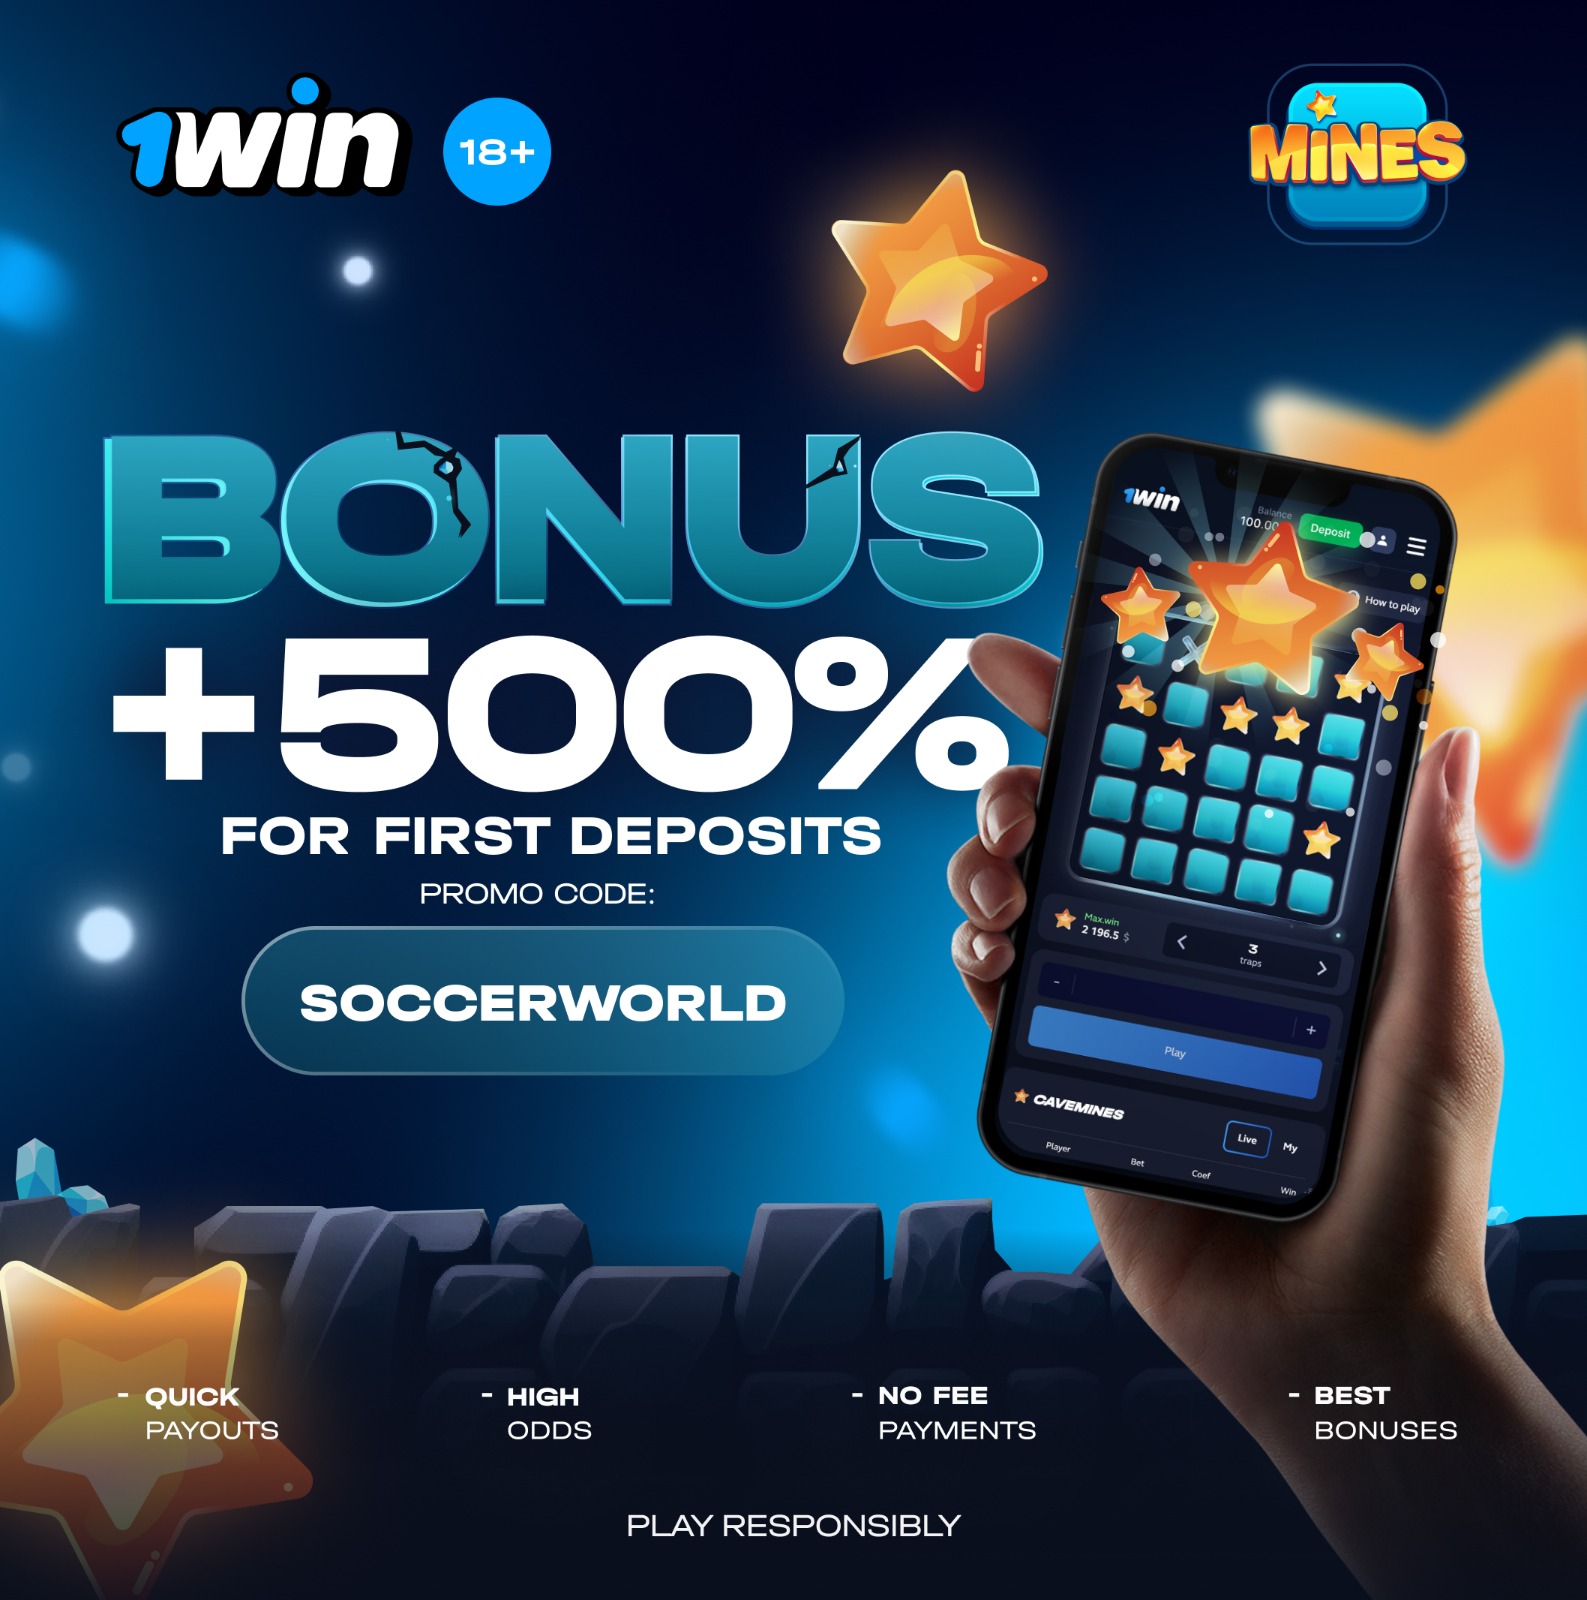 1win
18+
MINES
BONUS
+500%
FOR FIRST DEPOSITS
PROMO CODE:
SOCCERWORLD
1win
Balance
100.00
Deposit
How to play
Max.win
2 196.5 $
3
traps
-
+
Play
CAVEMINES
Live
My
Player
Bet
Coef
Win
- QUICK
PAYOUTS
- HIGH
ODDS
- NO FEE
PAYMENTS
- BEST
BONUSES
PLAY RESPONSIBLY